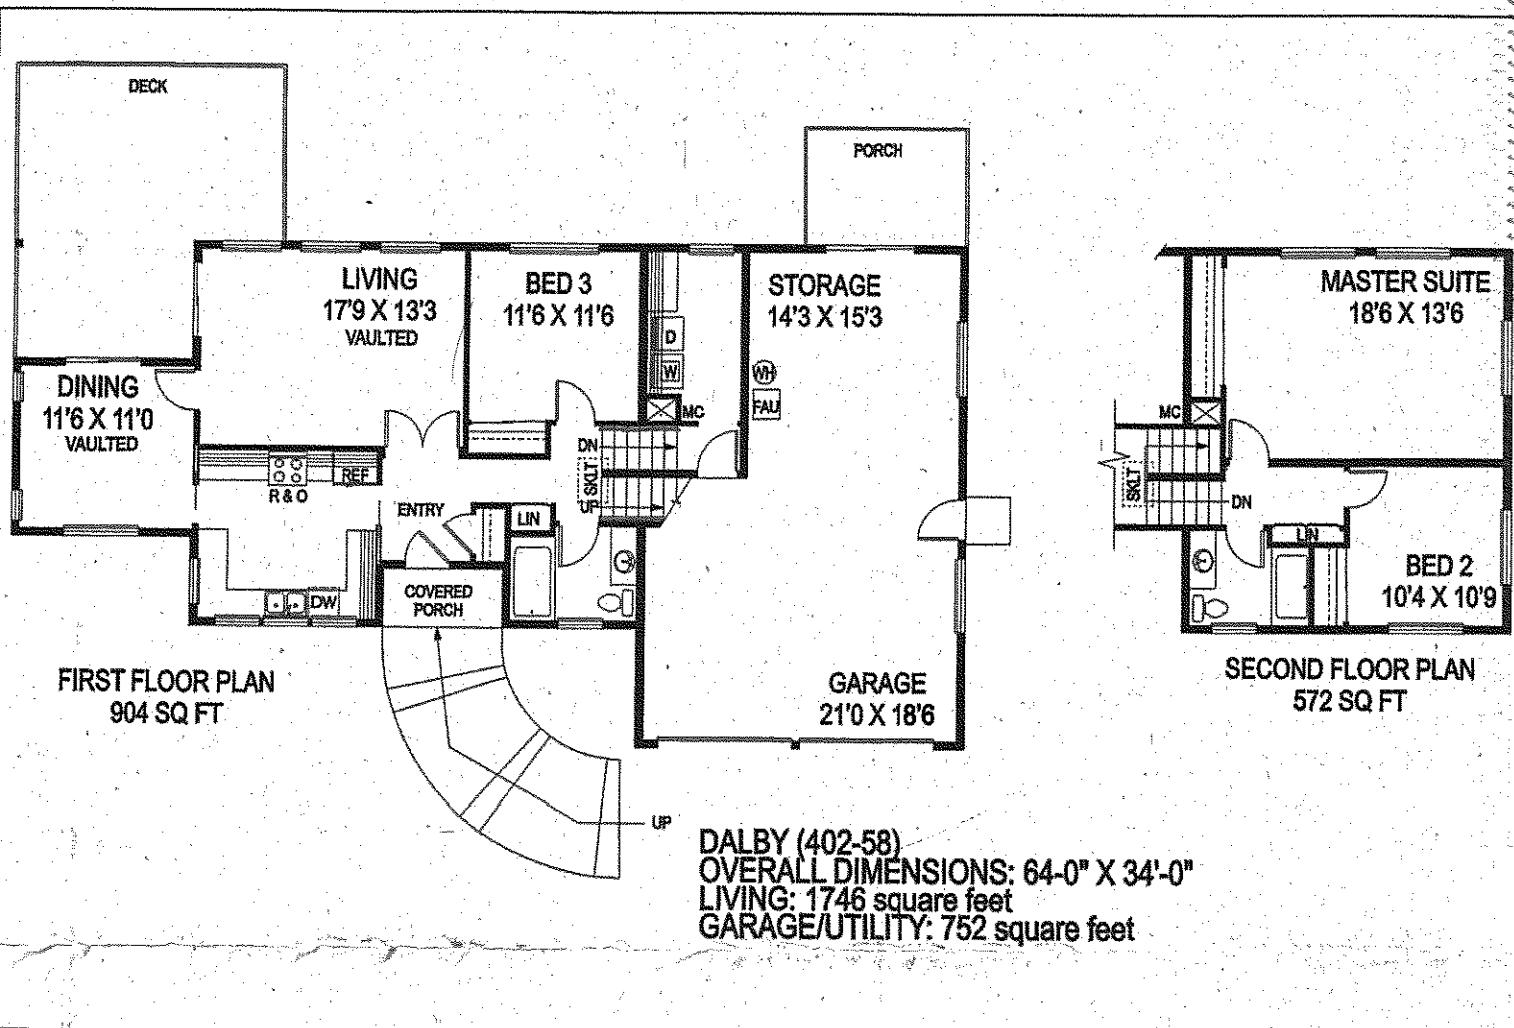 DECK
PORCH
LIVING
17'9 X 13'3
VAULTED
BED 3
11'6 X 11'6
STORAGE
14'3 X 15'3
D
W
WH
FAU
MC
DINING
11'6 X 11'0
VAULTED
DN
SKLT
UP
REF
R & O
ENTRY
LIN
DW
COVERED
PORCH
GARAGE
21'0 X 18'6
UP
FIRST FLOOR PLAN
904 SQ FT
MASTER SUITE
18'6 X 13'6
MC
SKLT
DN
LIN
BED 2
10'4 X 10'9
SECOND FLOOR PLAN
572 SQ FT
DALBY (402-58)
OVERALL DIMENSIONS: 64-0" X 34'-0"
LIVING: 1746 square feet
GARAGE/UTILITY: 752 square feet